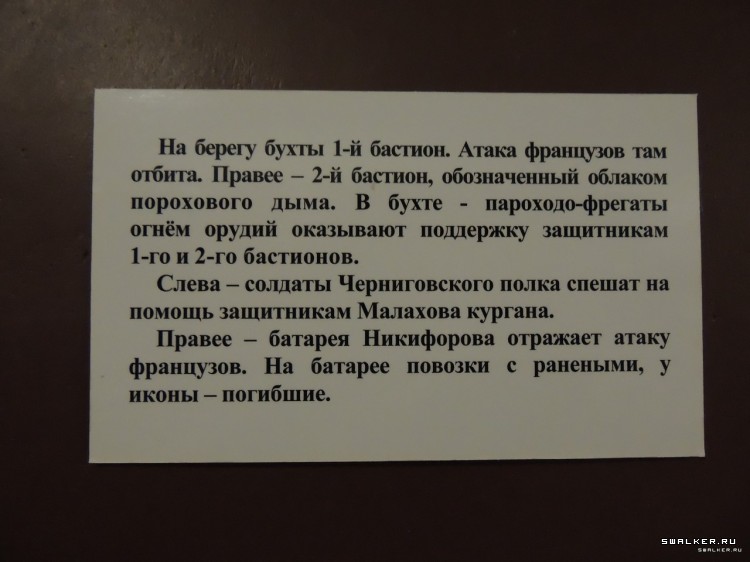 На берегу бухты 1-й бастион. Атака французов там
отбита. Правее – 2-й бастион, обозначенный облаком
порохового дыма. В бухте - пароходо-фрегаты
огнём орудий оказывают поддержку защитникам
1-го и 2-го бастионов.
Слева – солдаты Черниговского полка спешат на
помощь защитникам Малахова кургана.
Правее – батарея Никифорова отражает атаку
французов. На батарее повозки с ранеными, у
иконы – погибшие.
SWALKER.RU
SWALKER.RU